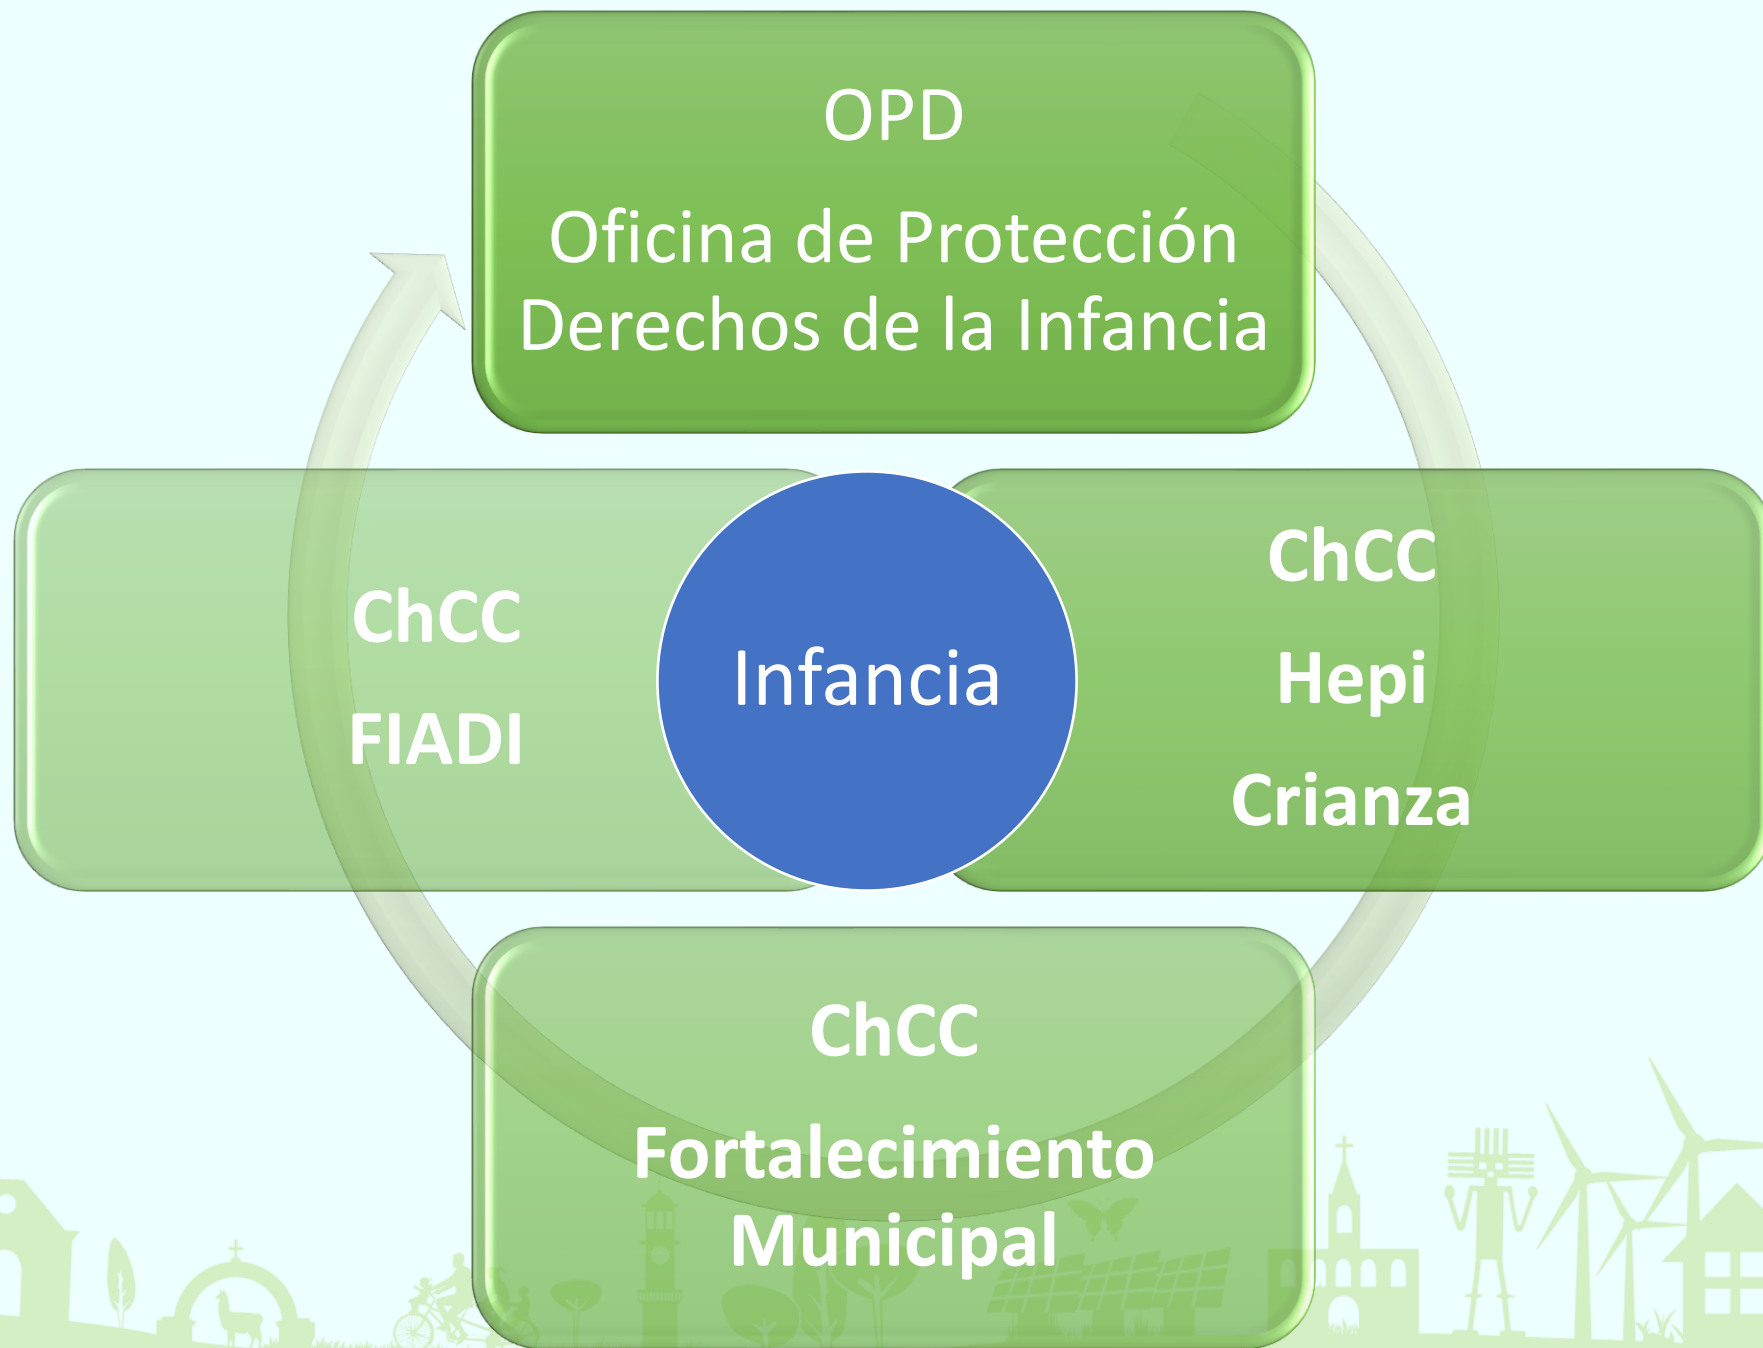 OPD
Oficina de Protección
Derechos de la Infancia
ChCC
FIADI
Infancia
ChCC
Hepi
Crianza
ChCC
Fortalecimiento
Municipal